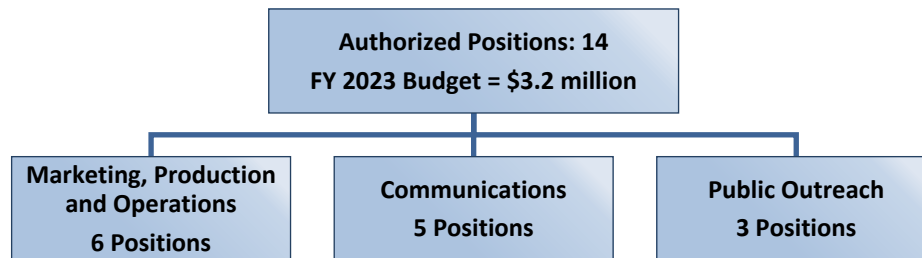 Authorized Positions: 14
FY 2023 Budget = $3.2 million
Marketing, Production
and Operations
6 Positions
Communications
5 Positions
Public Outreach
3 Positions